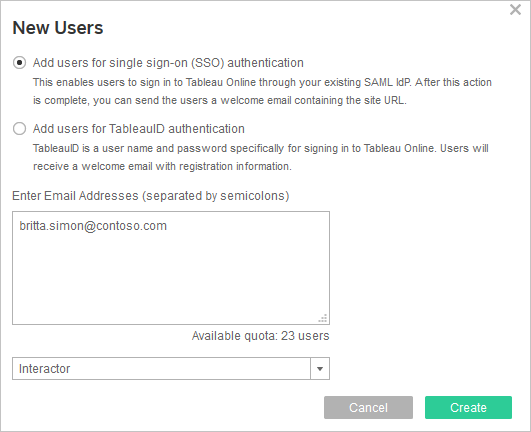 New Users
Add users for single sign-on (SSO) authentication
This enables users to sign in to Tableau Online through your existing SAML IdP. After this action
is complete, you can send the users a welcome email containing the site URL.
Add users for TableauID authentication
TableauID is a user name and password specifically for signing in to Tableau Online. Users will
receive a welcome email with registration information.
Enter Email Addresses (separated by semicolons)
britta.simon@contoso.com
Available quota: 23 users
Interactor
Cancel
Create